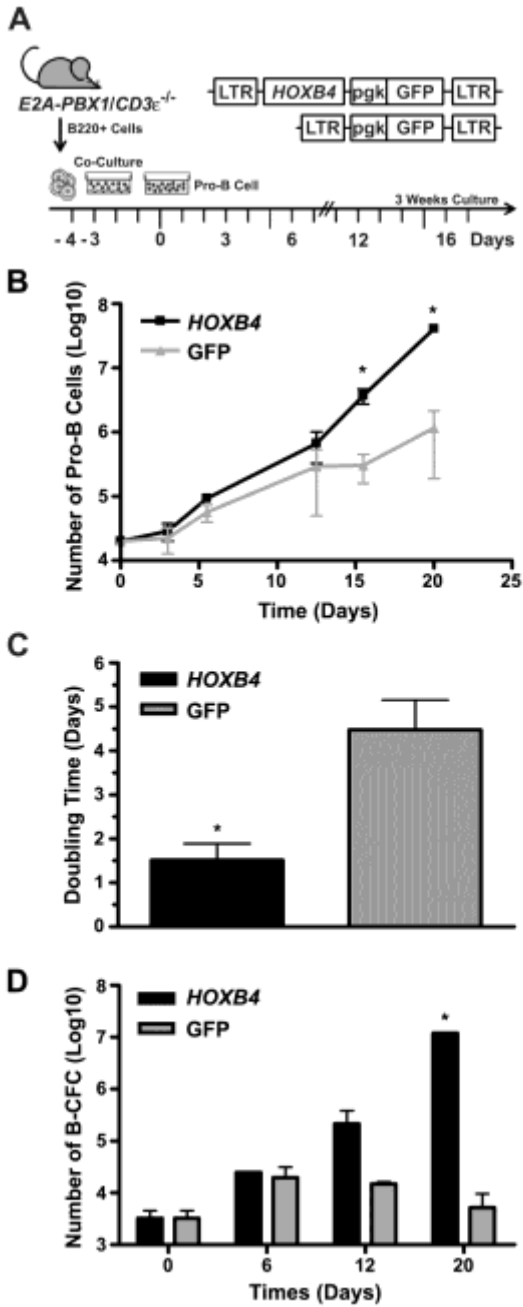 A
E2A-PBX1/CD3ε-/-
B220+ Cells
Co-Culture
Pro-B Cell
LTR HOXB4 pgk GFP LTR
LTR pgk GFP LTR
3 Weeks Culture
- 4 - 3 0 3 6 12 16 Days
B
Number of Pro-B Cells (Log10)
8
7
6
5
4
HOXB4
GFP
*
*
0 5 10 15 20 25
Time (Days)
C
Doubling Time (Days)
6
5
4
3
2
1
0
HOXB4
GFP
*
D
Number of B-CFC (Log10)
8
7
6
5
4
3
HOXB4
GFP
*
0 6 12 20
Times (Days)